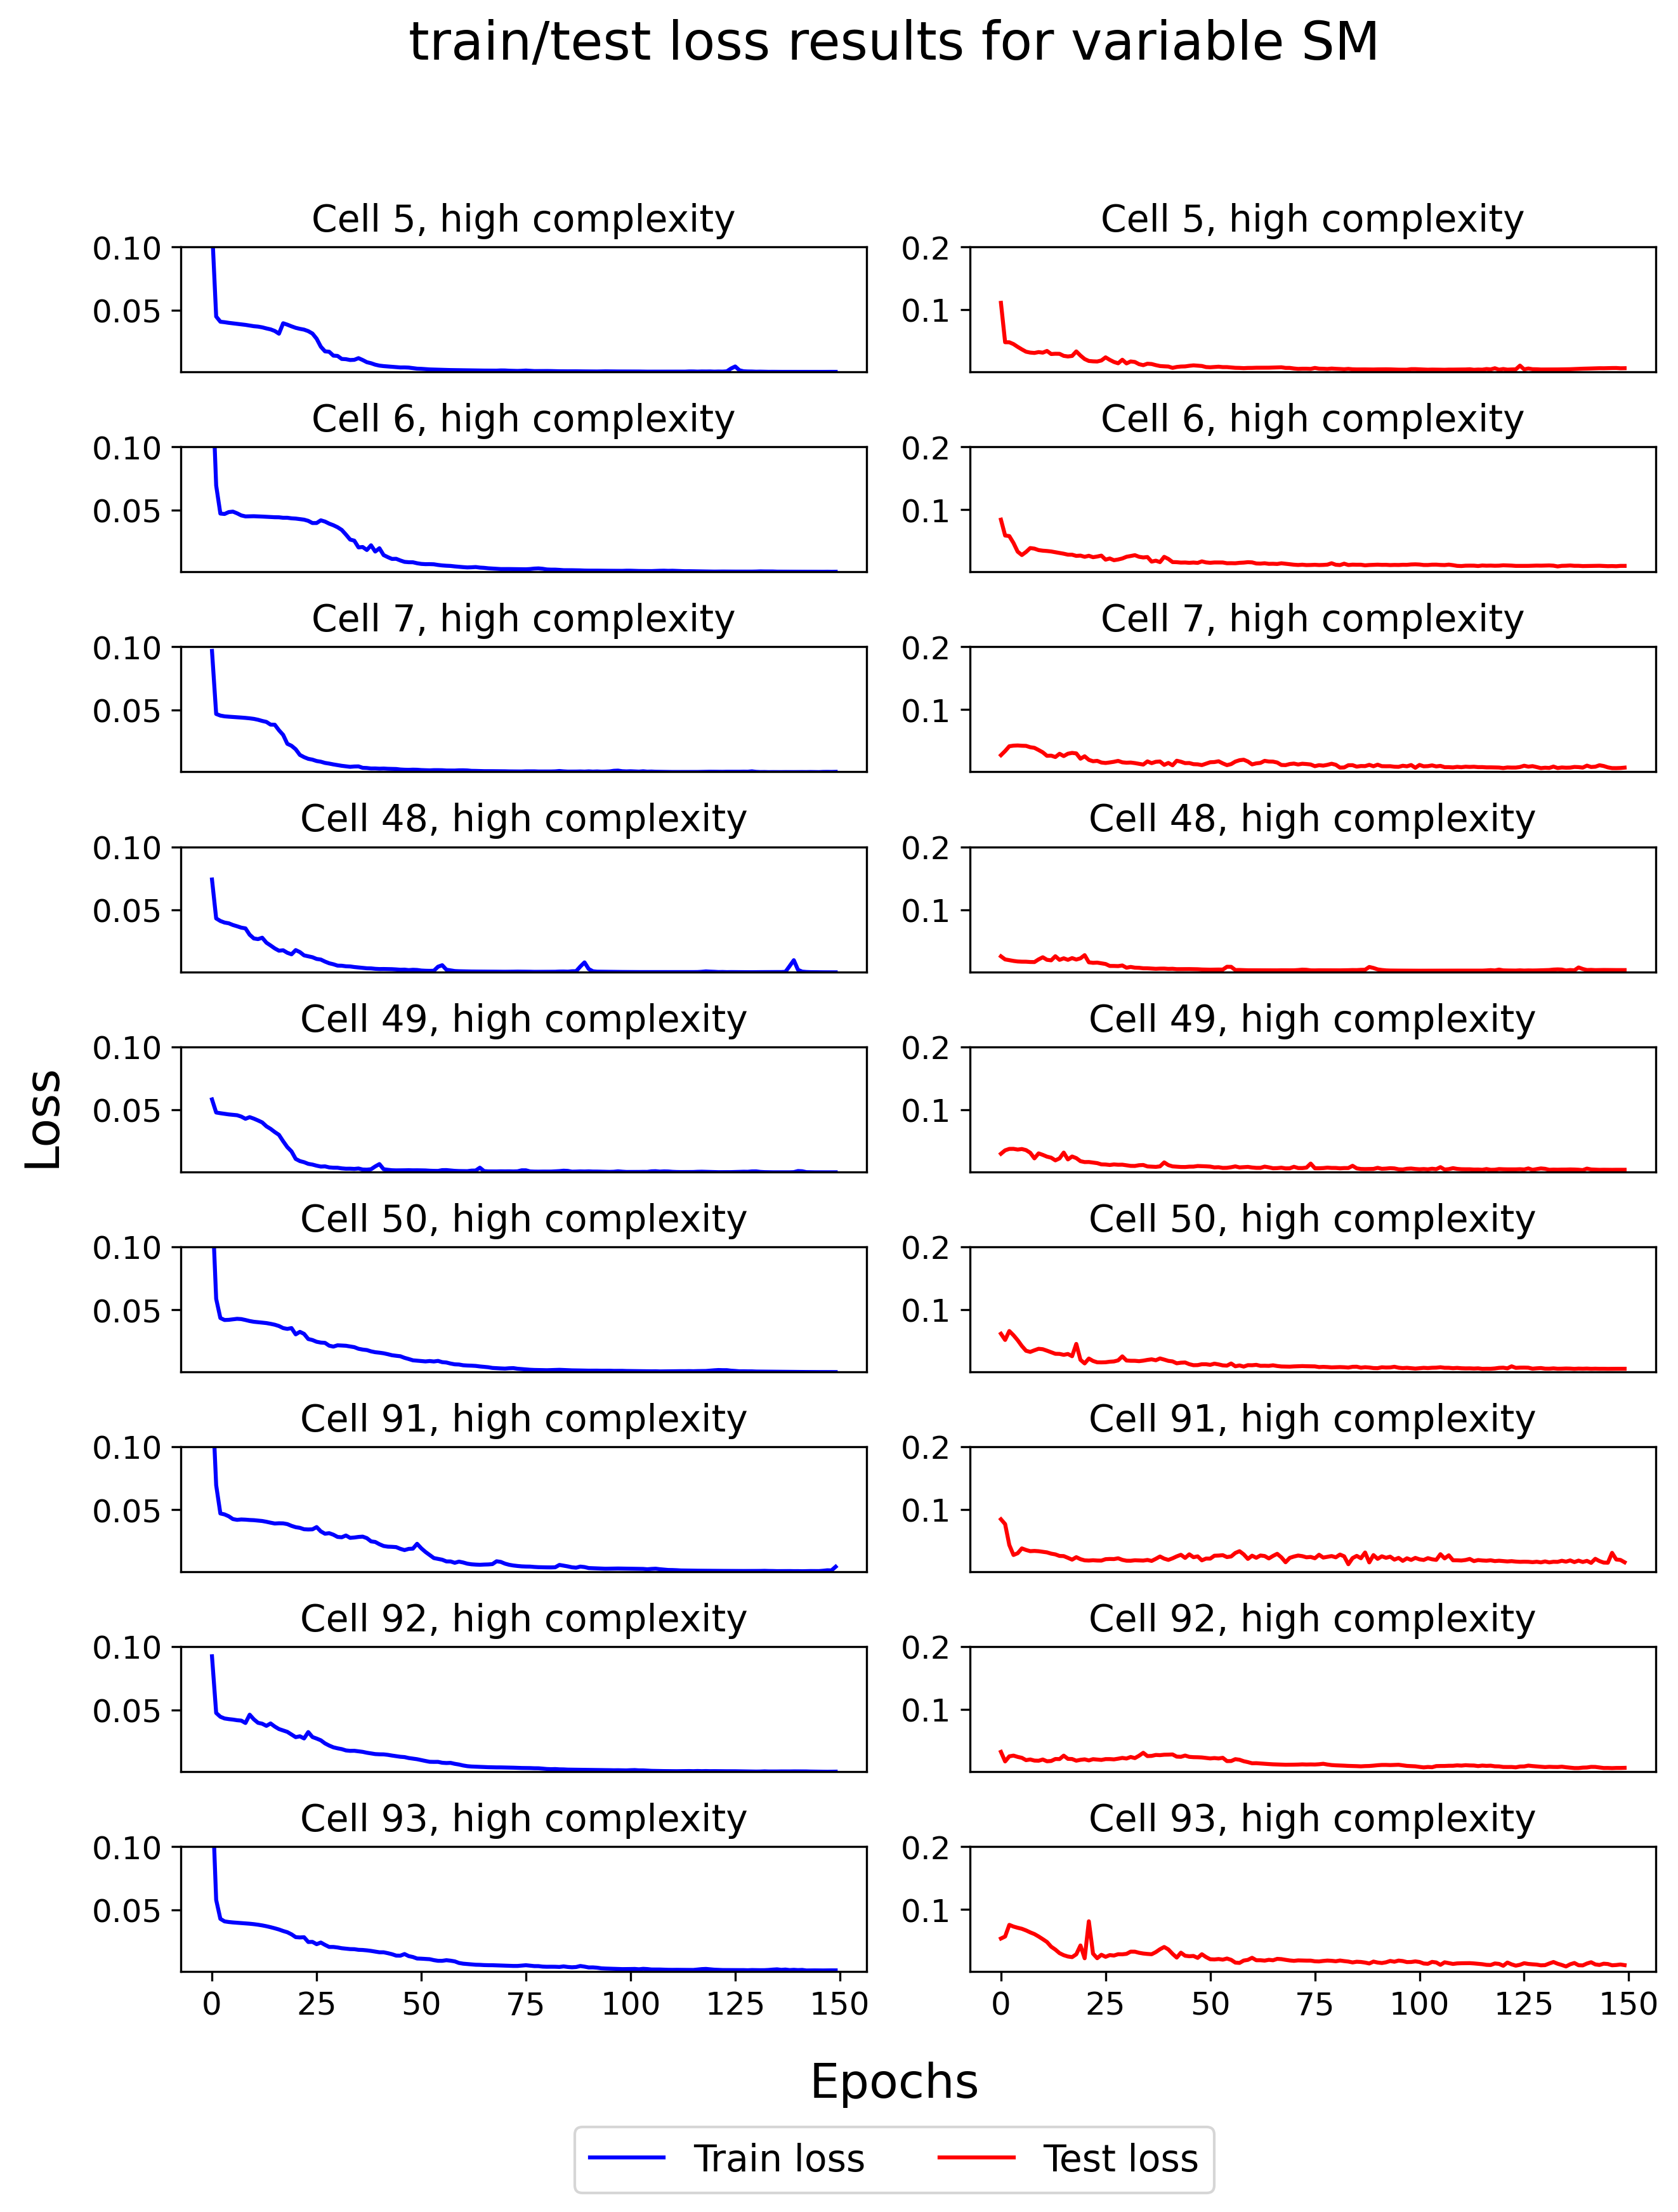 train/test loss results for variable SM
Cell 5, high complexity
0.10
0.05
Cell 5, high complexity
0.2
0.1
Cell 6, high complexity
0.10
0.05
Cell 6, high complexity
0.2
0.1
Cell 7, high complexity
0.10
0.05
Cell 7, high complexity
0.2
0.1
Cell 48, high complexity
0.10
0.05
Cell 48, high complexity
0.2
0.1
Cell 49, high complexity
0.10
0.05
Cell 49, high complexity
0.2
0.1
Loss
Cell 50, high complexity
0.10
0.05
Cell 50, high complexity
0.2
0.1
Cell 91, high complexity
0.10
0.05
Cell 91, high complexity
0.2
0.1
Cell 92, high complexity
0.10
0.05
Cell 92, high complexity
0.2
0.1
Cell 93, high complexity
0.10
0.05
Cell 93, high complexity
0.2
0.1
0 25 50 75 100 125 150
0 25 50 75 100 125 150
Epochs
Train loss
Test loss